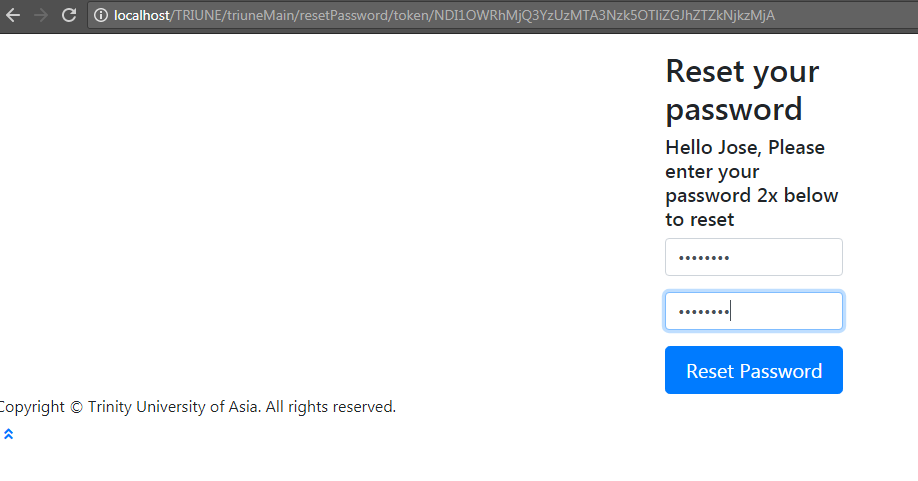 localhost/TRIUNE/triuneMain/resetPassword/token/NDI1OWRhMjQ3YzUzMTA3Nzk5OTliZGJhZTZkNjkzMjA
Reset your
password
Hello Jose, Please
enter your
password 2x below
to reset
••••••••
••••••••
Reset Password
Copyright © Trinity University of Asia. All rights reserved.